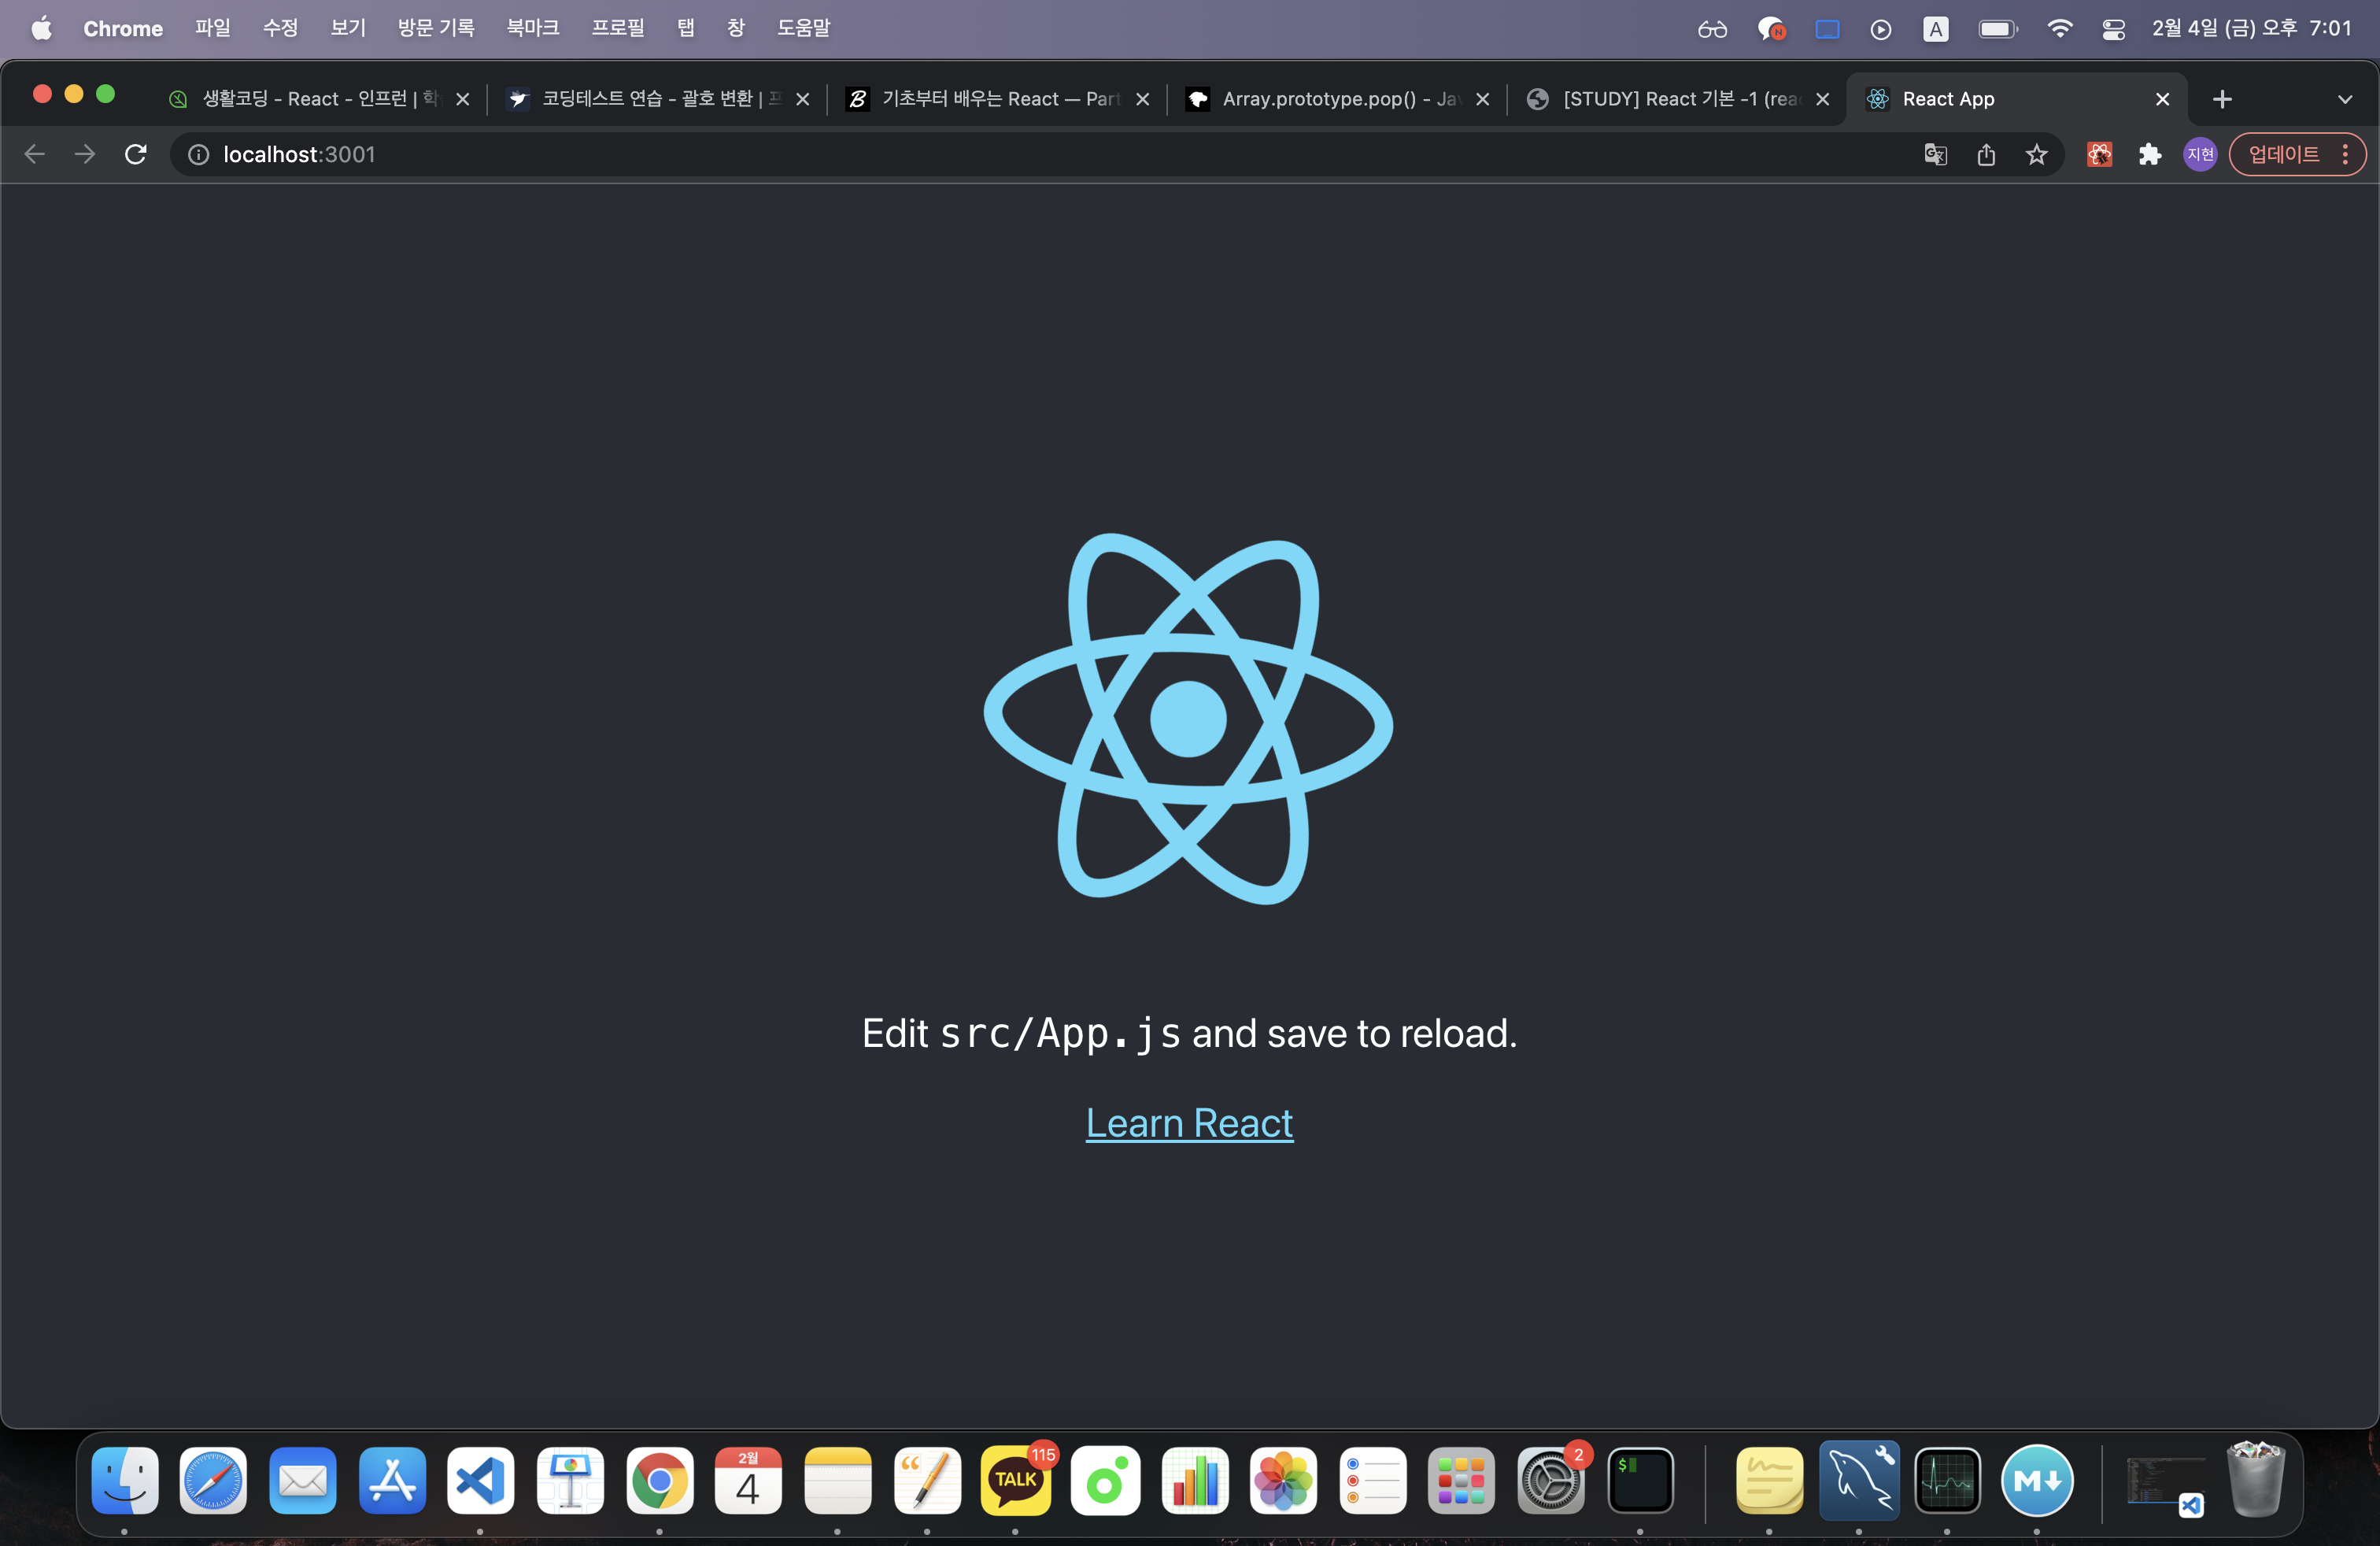 Chrome 파일 수정 보기 방문 기록 북마크 프로필 탭 창 도움말 A 2월 4일 (금) 오후 7:01
생활코딩 - React - 인프런 | 학 코딩테스트 연습 - 괄호 변환 | 프 기초부터 배우는 React — Part Array.prototype.pop() - Jav [STUDY] React 기본 -1 (reac React App
localhost:3001 지현 업데이트
Edit src/App.js and save to reload.
Learn React
2월 115 2
4 TALK $ M